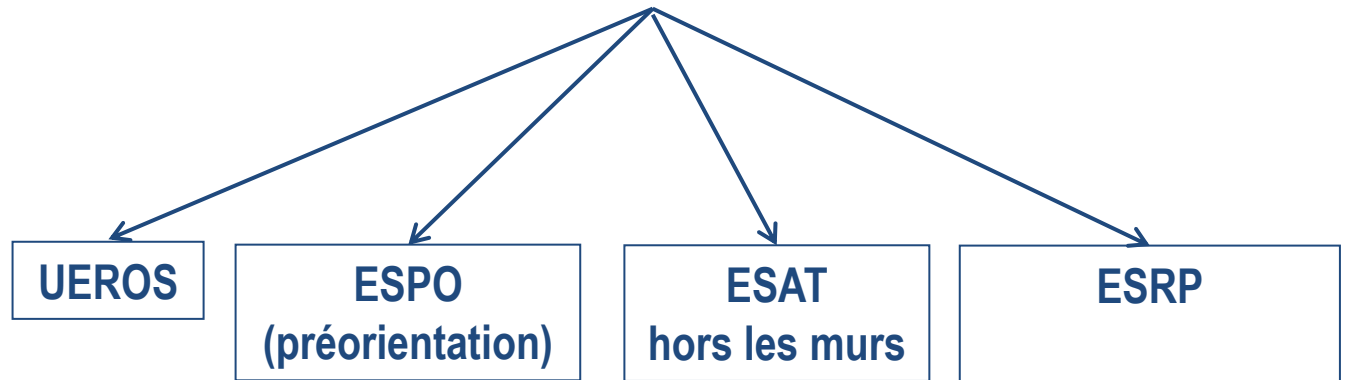 UEROS
ESPO
(préorientation)
ESAT
hors les murs
ESRP